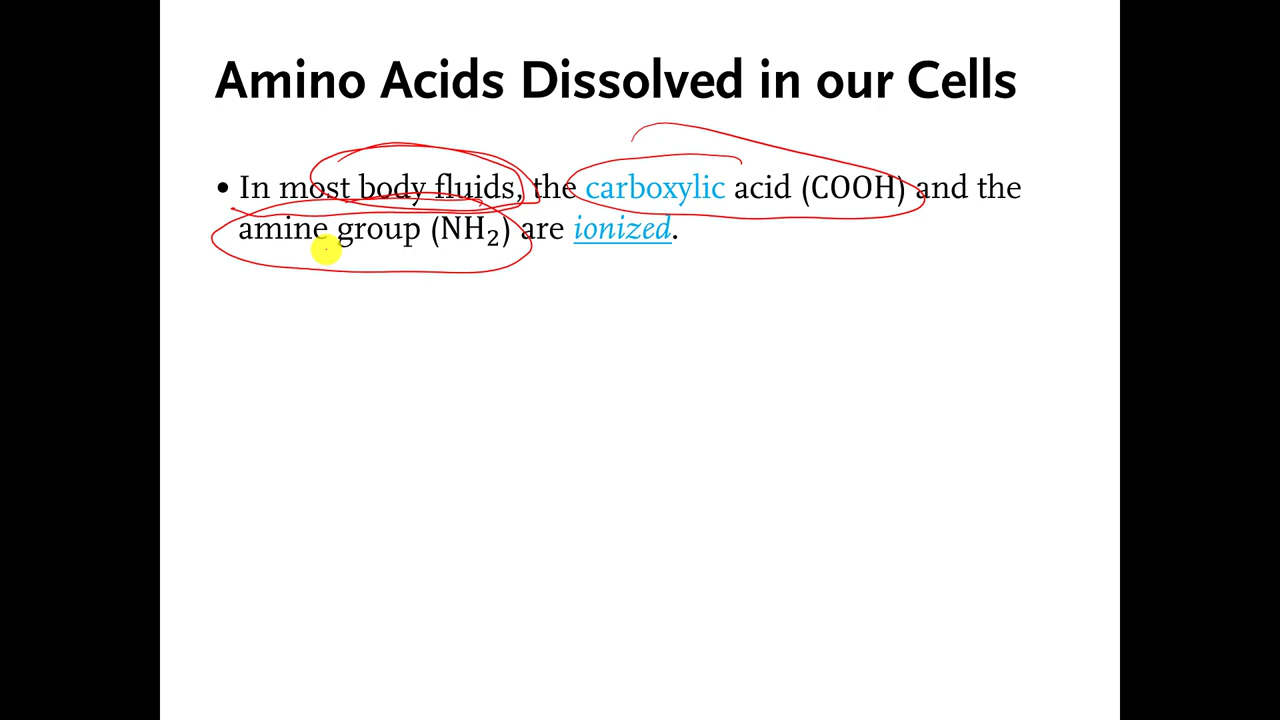 Amino Acids Dissolved in our Cells
• In most body fluids, the carboxylic acid (COOH) and the
amine group (NH₂) are ionized.